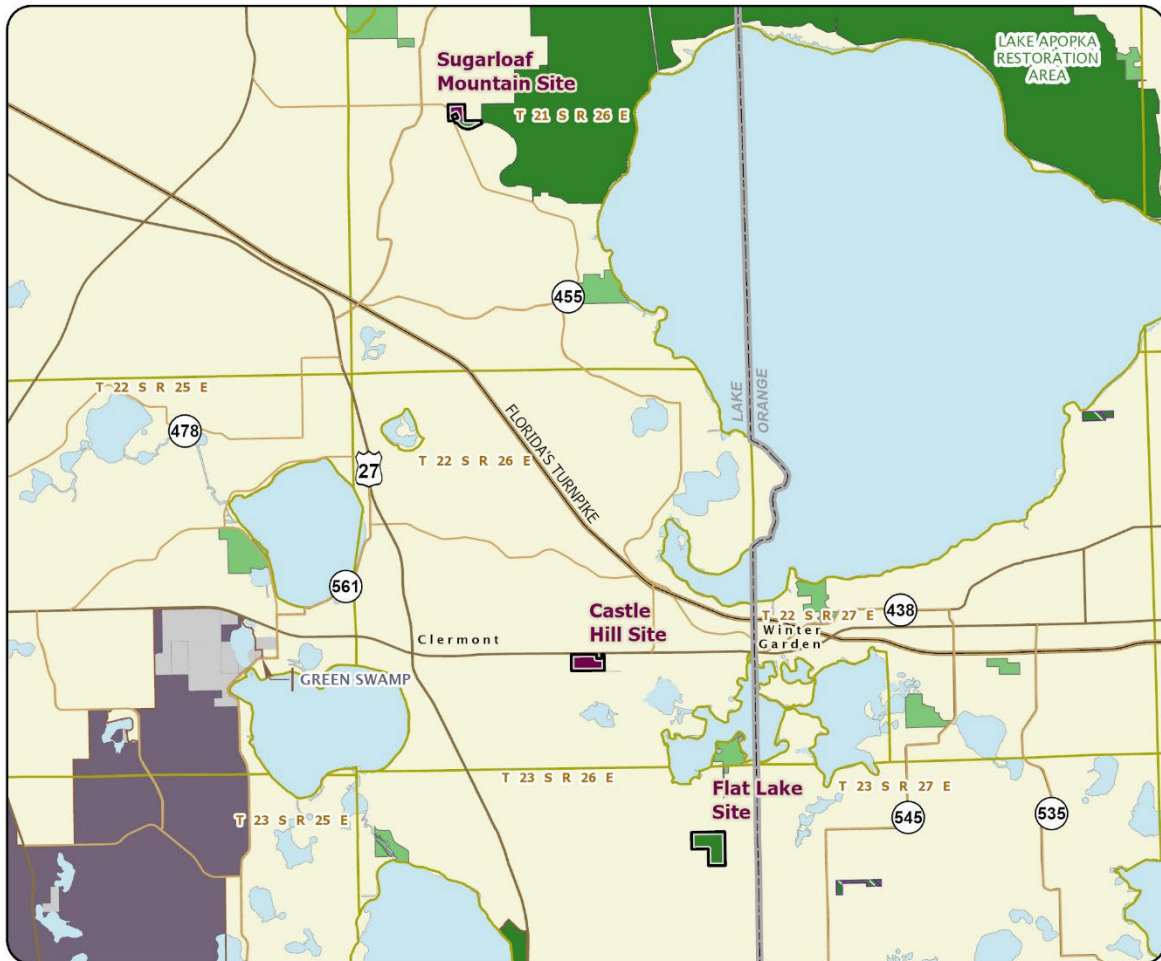 LAKE APOPKA
RESTORATION
AREA
Sugarloaf
Mountain Site
T 21 S R 26 E
455
LAKE
ORANGE
T 22 S R 25 E
478
FLORIDA'S TURNPIKE
T 22 S R 26 E
27
561
Castle
Hill Site
438
T 22 S R 27 E
Winter
Garden
Clermont
GREEN SWAMP
T 23 S R 26 E
Flat Lake
Site
T 23 S R 27 E
T 23 S R 25 E
545
535